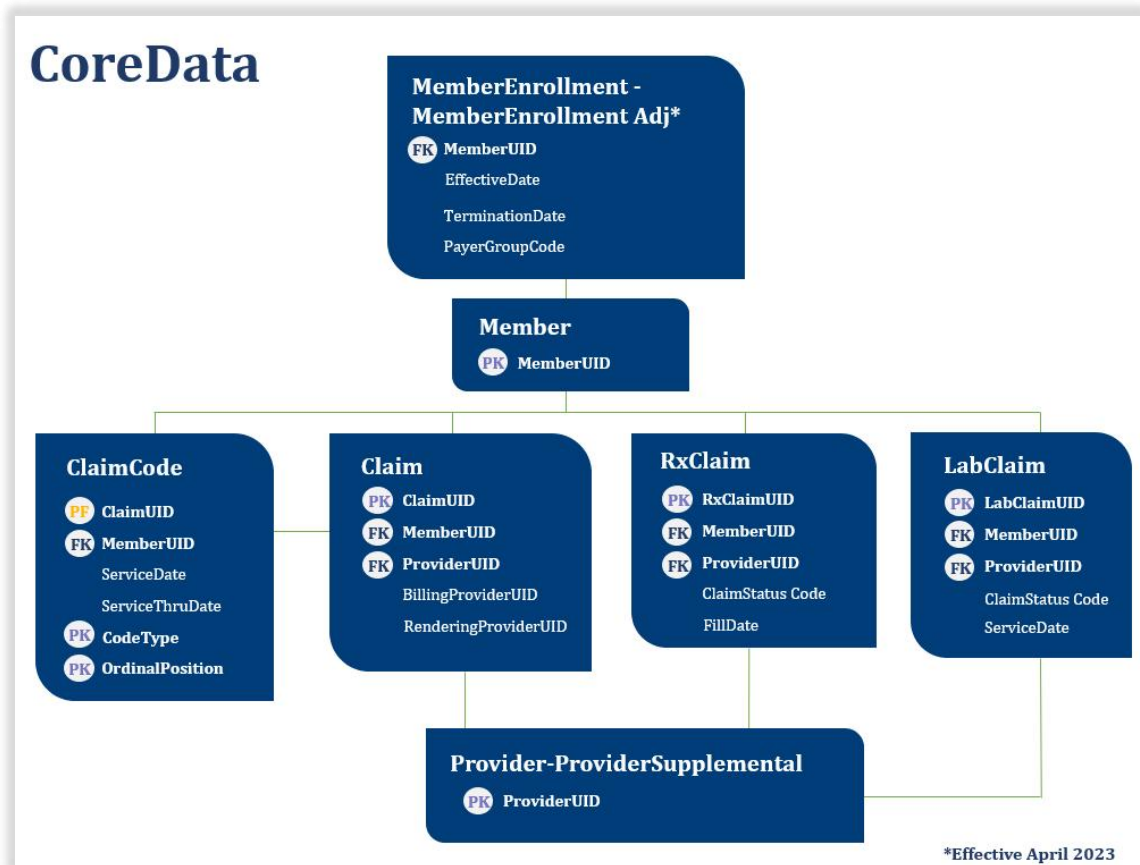 CoreData
MemberEnrollment -
MemberEnrollment Adj*
FK MemberUID
EffectiveDate
TerminationDate
PayerGroupCode
Member
PK MemberUID
ClaimCode
PF ClaimUID
FK MemberUID
ServiceDate
ServiceThruDate
PK CodeType
PK OrdinalPosition
Claim
PK ClaimUID
FK MemberUID
FK ProviderUID
BillingProviderUID
RenderingProviderUID
RxClaim
PK RxClaimUID
FK MemberUID
FK ProviderUID
ClaimStatus Code
FillDate
LabClaim
PK LabClaimUID
FK MemberUID
FK ProviderUID
ClaimStatus Code
ServiceDate
Provider-ProviderSupplemental
PK ProviderUID
*Effective April 2023